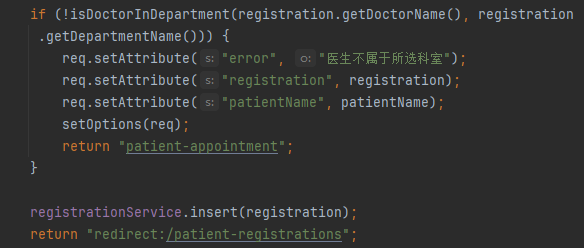 if (!isDoctorInDepartment(registration.getDoctorName(), registration
.getDepartmentName())) {
req.setAttribute( s: "error", o: "医生不属于所选科室");
req.setAttribute( s: "registration", registration);
req.setAttribute( s: "patientName", patientName);
setOptions(req);
return "patient-appointment";
}
registrationService.insert(registration);
return "redirect:/patient-registrations";